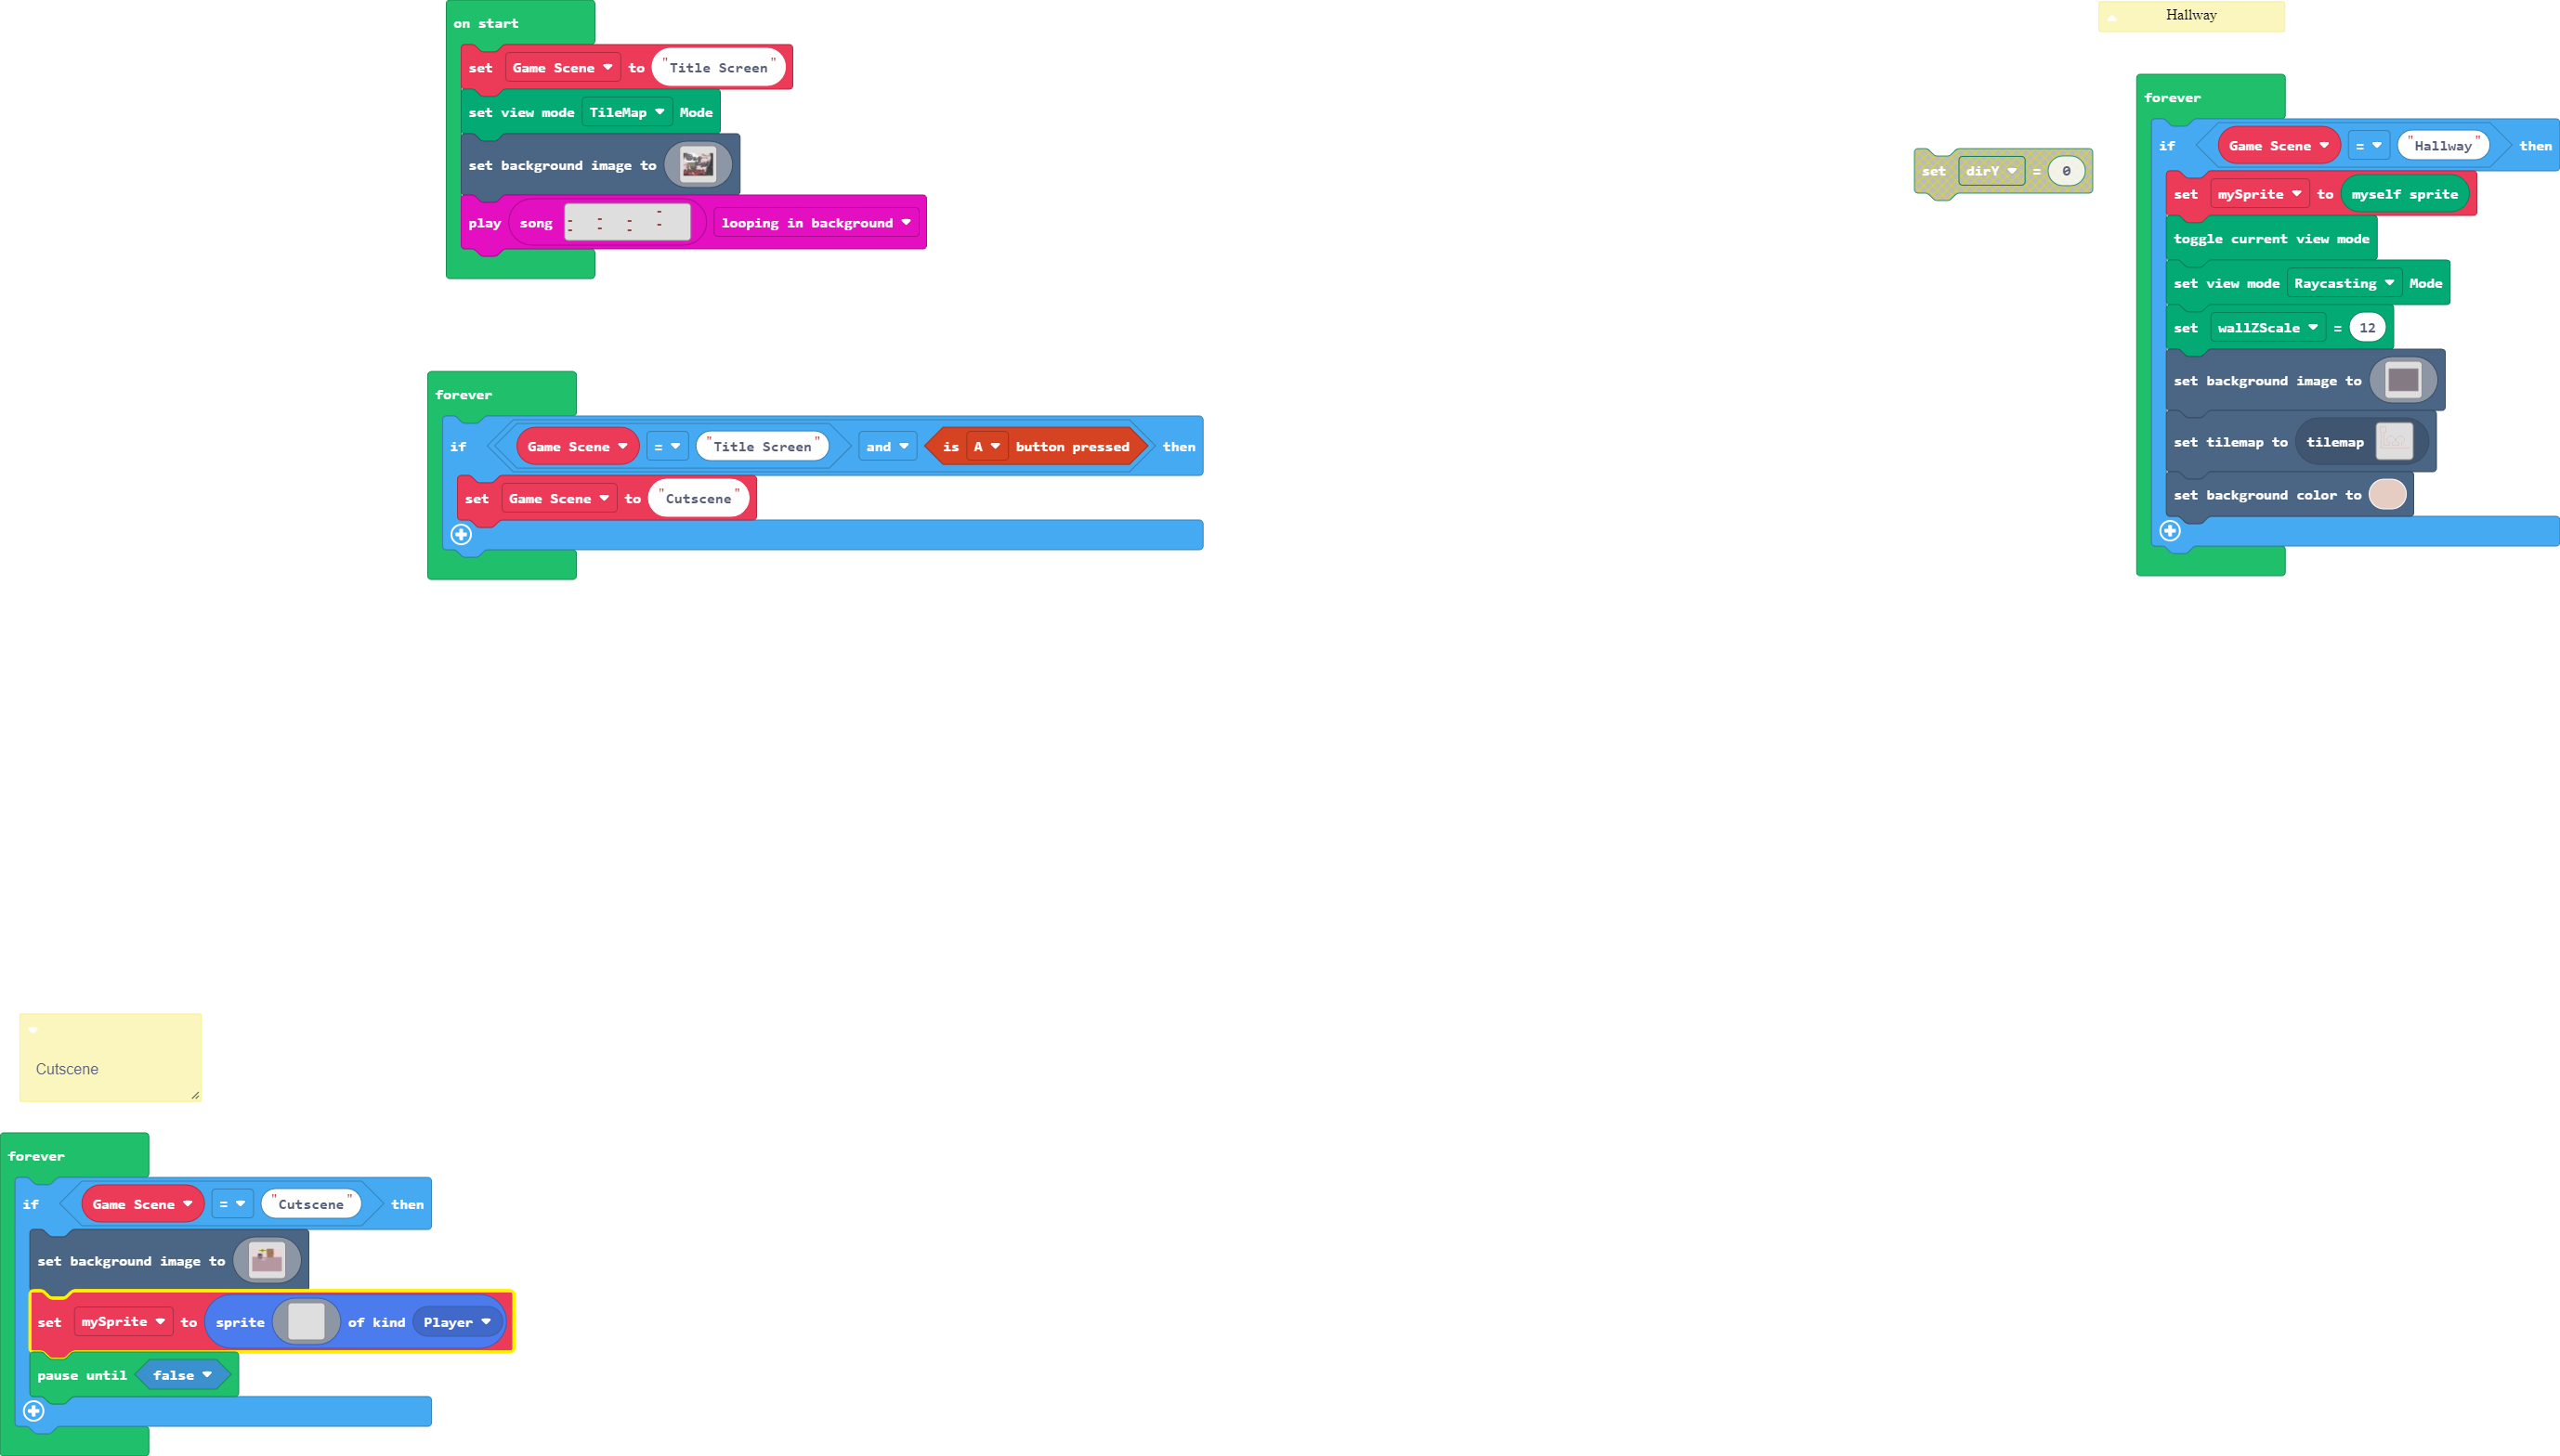 on start
set Game Scene to "Title Screen"
set view mode TileMap Mode
set background image to
play song looping in background
forever
if Game Scene = "Title Screen" and is A button pressed then
set Game Scene to "Cutscene"
Hallway
set dirY = 0
forever
if Game Scene = "Hallway" then
set mySprite to myself sprite
toggle current view mode
set view mode Raycasting Mode
set wallZScale = 12
set background image to
set tilemap to tilemap
set background color to
Cutscene
forever
if Game Scene = "Cutscene" then
set background image to
set mySprite to sprite of kind Player
pause until false